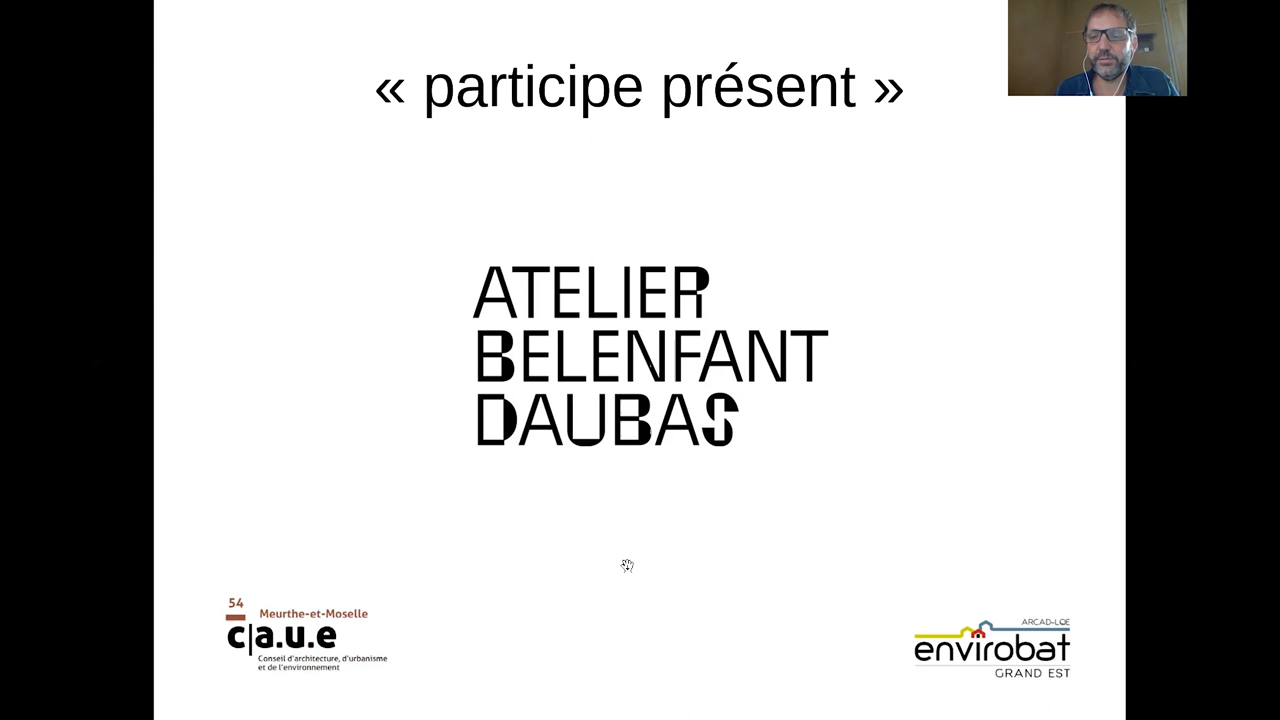 « participe présent »
ATELIER
BELENFANT
DAUBAS
54
Meurthe-et-Moselle
c|a.u.e
Conseil d'architecture, d'urbanisme
et de l'environnement
ARCAD-LQE
envirobat
GRAND EST